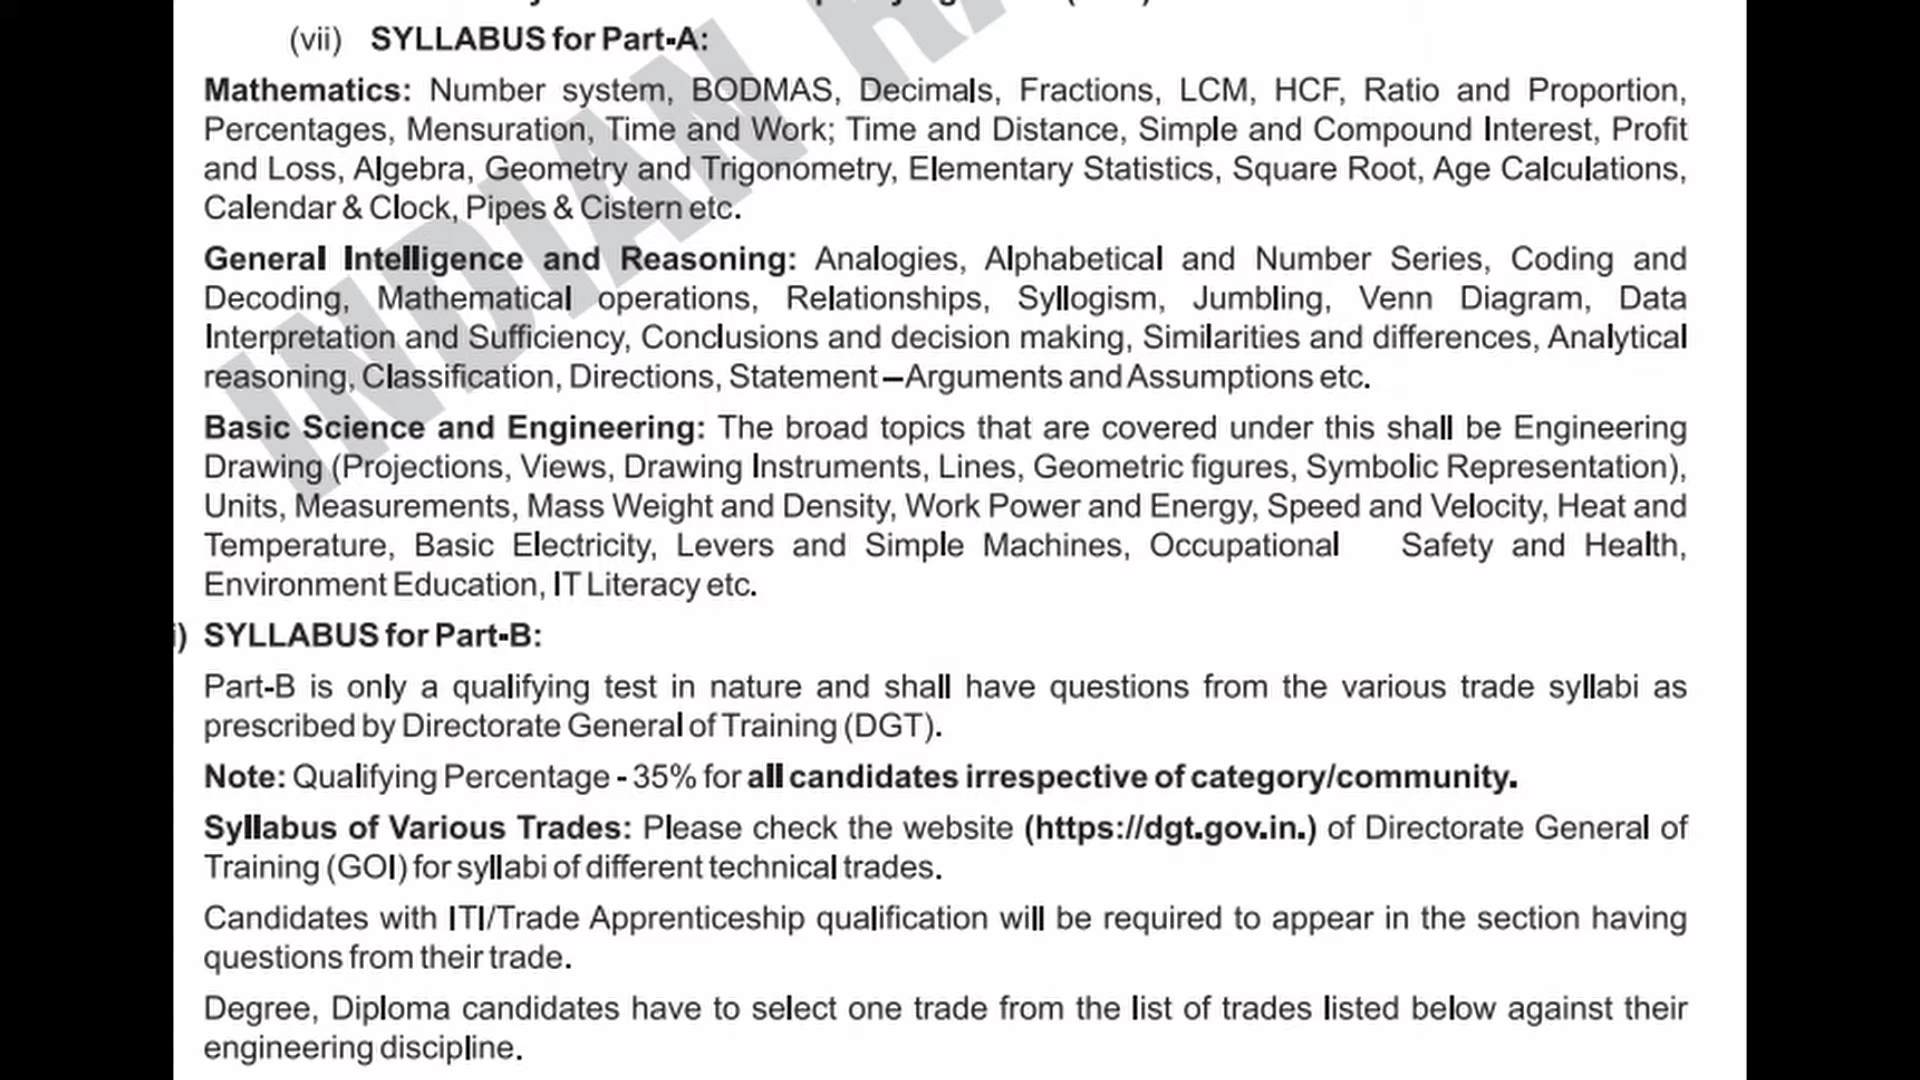 (vii) SYLLABUS for Part-A:
Mathematics: Number system, BODMAS, Decimals, Fractions, LCM, HCF, Ratio and Proportion,
Percentages, Mensuration, Time and Work; Time and Distance, Simple and Compound Interest, Profit
and Loss, Algebra, Geometry and Trigonometry, Elementary Statistics, Square Root, Age Calculations,
Calendar & Clock, Pipes & Cistern etc.
General Intelligence and Reasoning: Analogies, Alphabetical and Number Series, Coding and
Decoding, Mathematical operations, Relationships, Syllogism, Jumbling, Venn Diagram, Data
Interpretation and Sufficiency, Conclusions and decision making, Similarities and differences, Analytical
reasoning, Classification, Directions, Statement–Arguments and Assumptions etc.
Basic Science and Engineering: The broad topics that are covered under this shall be Engineering
Drawing (Projections, Views, Drawing Instruments, Lines, Geometric figures, Symbolic Representation),
Units, Measurements, Mass Weight and Density, Work Power and Energy, Speed and Velocity, Heat and
Temperature, Basic Electricity, Levers and Simple Machines, Occupational Safety and Health,
Environment Education, IT Literacy etc.
i) SYLLABUS for Part-B:
Part-B is only a qualifying test in nature and shall have questions from the various trade syllabi as
prescribed by Directorate General of Training (DGT).
Note: Qualifying Percentage - 35% for all candidates irrespective of category/community.
Syllabus of Various Trades: Please check the website (https://dgt.gov.in.) of Directorate General of
Training (GOI) for syllabi of different technical trades.
Candidates with ITI/Trade Apprenticeship qualification will be required to appear in the section having
questions from their trade.
Degree, Diploma candidates have to select one trade from the list of trades listed below against their
engineering discipline.
INDIAN